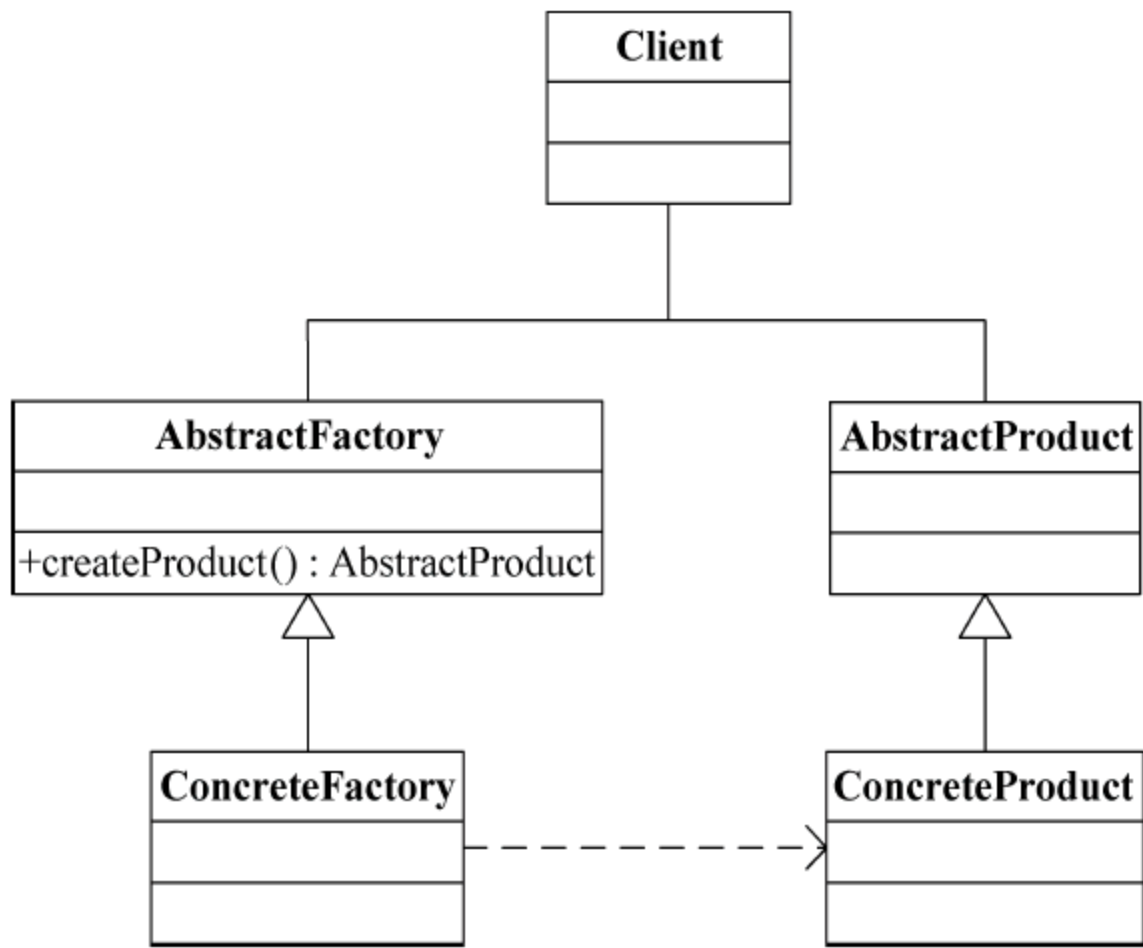 Client
AbstractFactory
+createProduct() : AbstractProduct
AbstractProduct
ConcreteFactory
ConcreteProduct